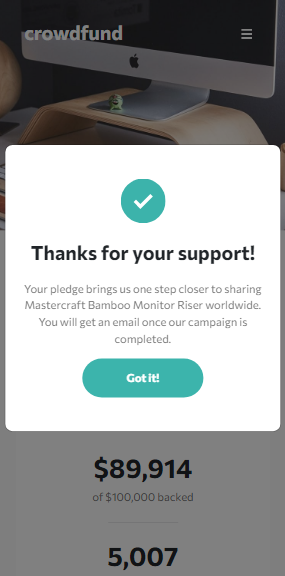 crowdfund
Thanks for your support!
Your pledge brings us one step closer to sharing
Mastercraft Bamboo Monitor Riser worldwide.
You will get an email once our campaign is
completed.
Got it!
$89,914
of $100,000 backed
5,007